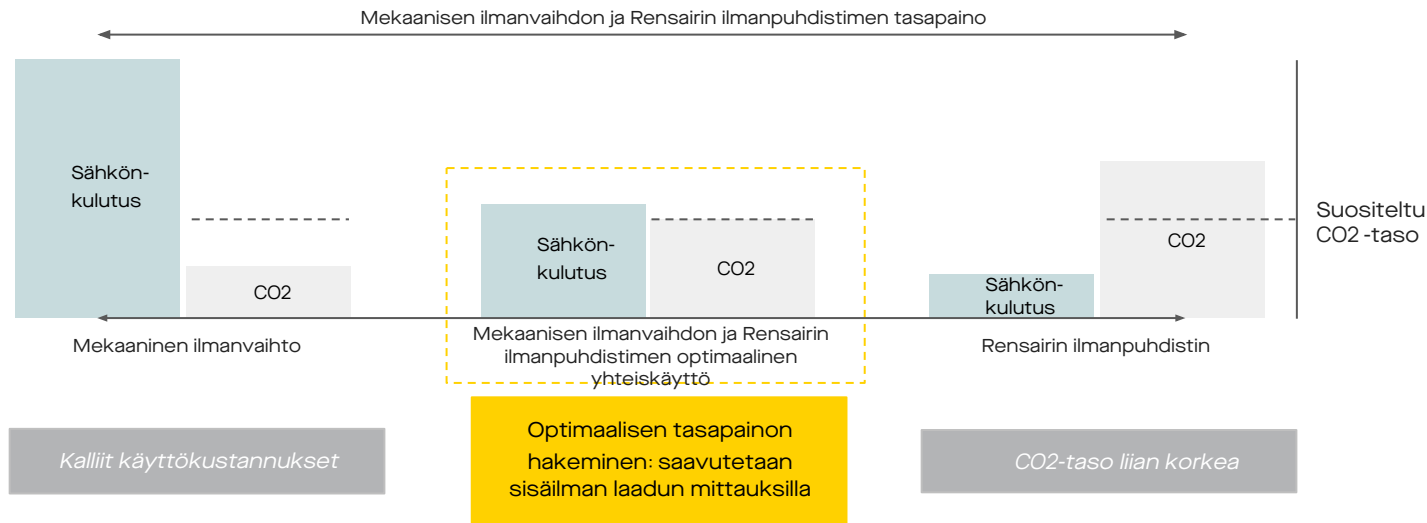 Mekaanisen ilmanvaihdon ja Rensairin ilmanpuhdistimen tasapaino
Sähkön-
kulutus
CO2
Mekaaninen ilmanvaihto
Sähkön-
kulutus
CO2
Mekaanisen ilmanvaihdon ja Rensairin
ilmanpuhdistimen optimaalinen
yhteiskäyttö
Sähkön-
kulutus
CO2
Rensairin ilmanpuhdistin
Suositeltu
CO2 -taso
Kalliit käyttökustannukset
Optimaalisen tasapainon
hakeminen: saavutetaan
sisäilman laadun mittauksilla
CO2-taso liian korkea